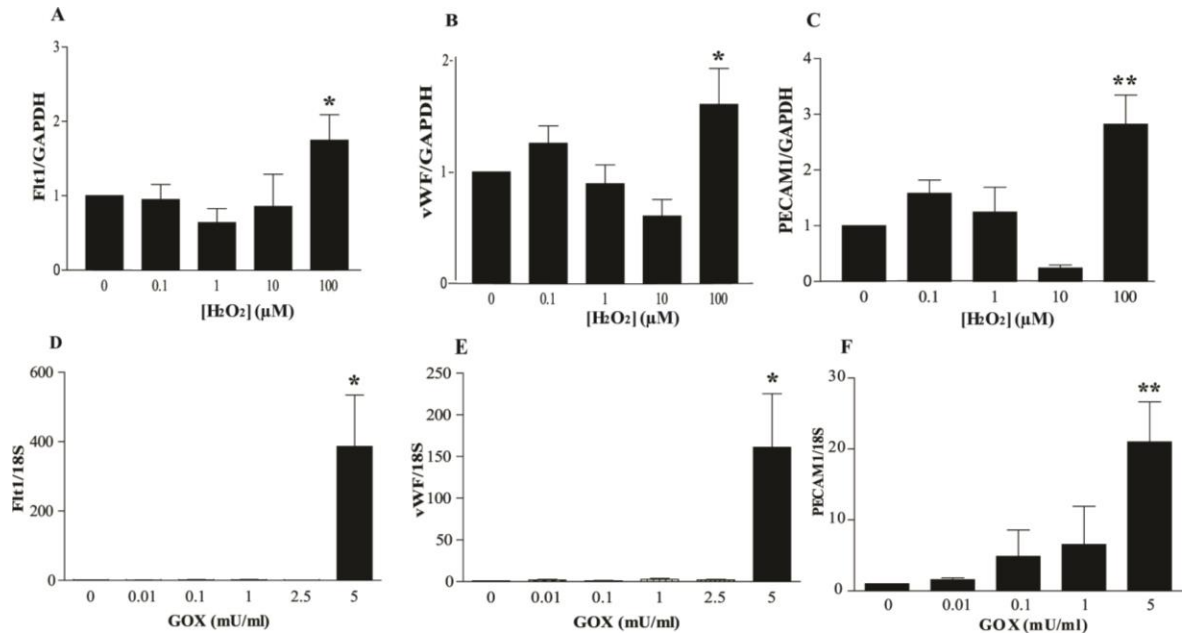 A
Flt1/GAPDH
3
2
1
0
*
0 0.1 1 10 100
[H₂O₂] (µM)
B
vWF/GAPDH
2
1
0
*
0 0.1 1 10 100
[H₂O₂] (µM)
C
PECAM1/GAPDH
4
3
2
1
0
**
0 0.1 1 10 100
[H₂O₂] (µM)
D
Flt1/18S
600
400
200
0
*
0 0.01 0.1 1 2.5 5
GOX (mU/ml)
E
vWF/18S
250
200
150
100
50
0
*
0 0.01 0.1 1 2.5 5
GOX (mU/ml)
F
PECAM1/18S
30
20
10
0
**
0 0.01 0.1 1 5
GOX (mU/ml)